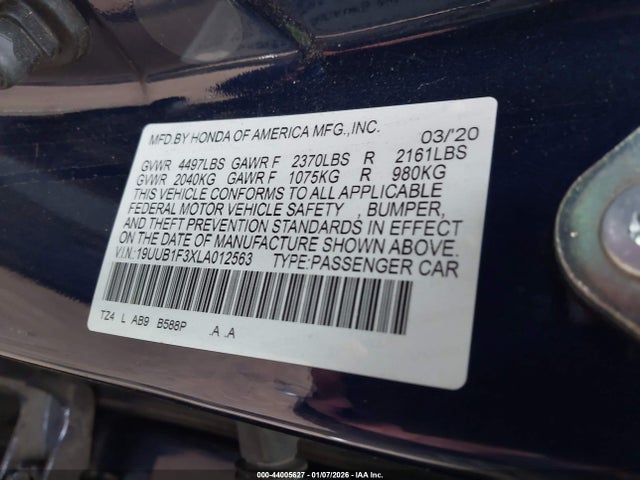 MFD.BY HONDA OF AMERICA MFG.,INC. 03/'20
GVWR 4497LBS GAWR F 2370LBS R 2161LBS
GVWR 2040KG GAWR F 1075KG R 980KG
THIS VEHICLE CONFORMS TO ALL APPLICABLE
FEDERAL MOTOR VEHICLE SAFETY , BUMPER,
AND THEFT PREVENTION STANDARDS IN EFFECT
ON THE DATE OF MANUFACTURE SHOWN ABOVE.
V.I.N:19UUB1F3XLA012563 TYPE:PASSENGER CAR
TZ4 L AB9 B588P .A .A
000-44005627 - 01/07/2026 - IAA Inc.